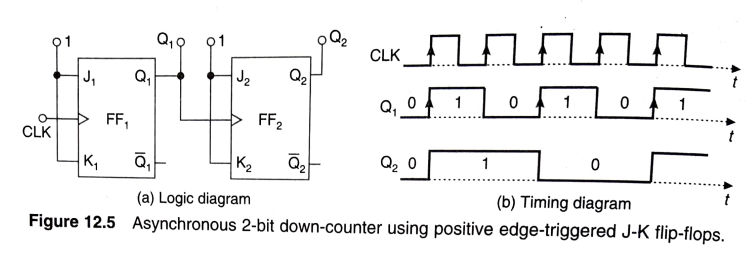 1 Q₁ 1 Q₂
J₁ Q₁ J₂ Q₂
CLK FF₁ FF₂
K₁ Q̅₁ K₂ Q̅₂
(a) Logic diagram
CLK t
Q₁ 0 1 0 1 0 1 t
Q₂ 0 1 0 t
(b) Timing diagram
Figure 12.5 Asynchronous 2-bit down-counter using positive edge-triggered J-K flip-flops.